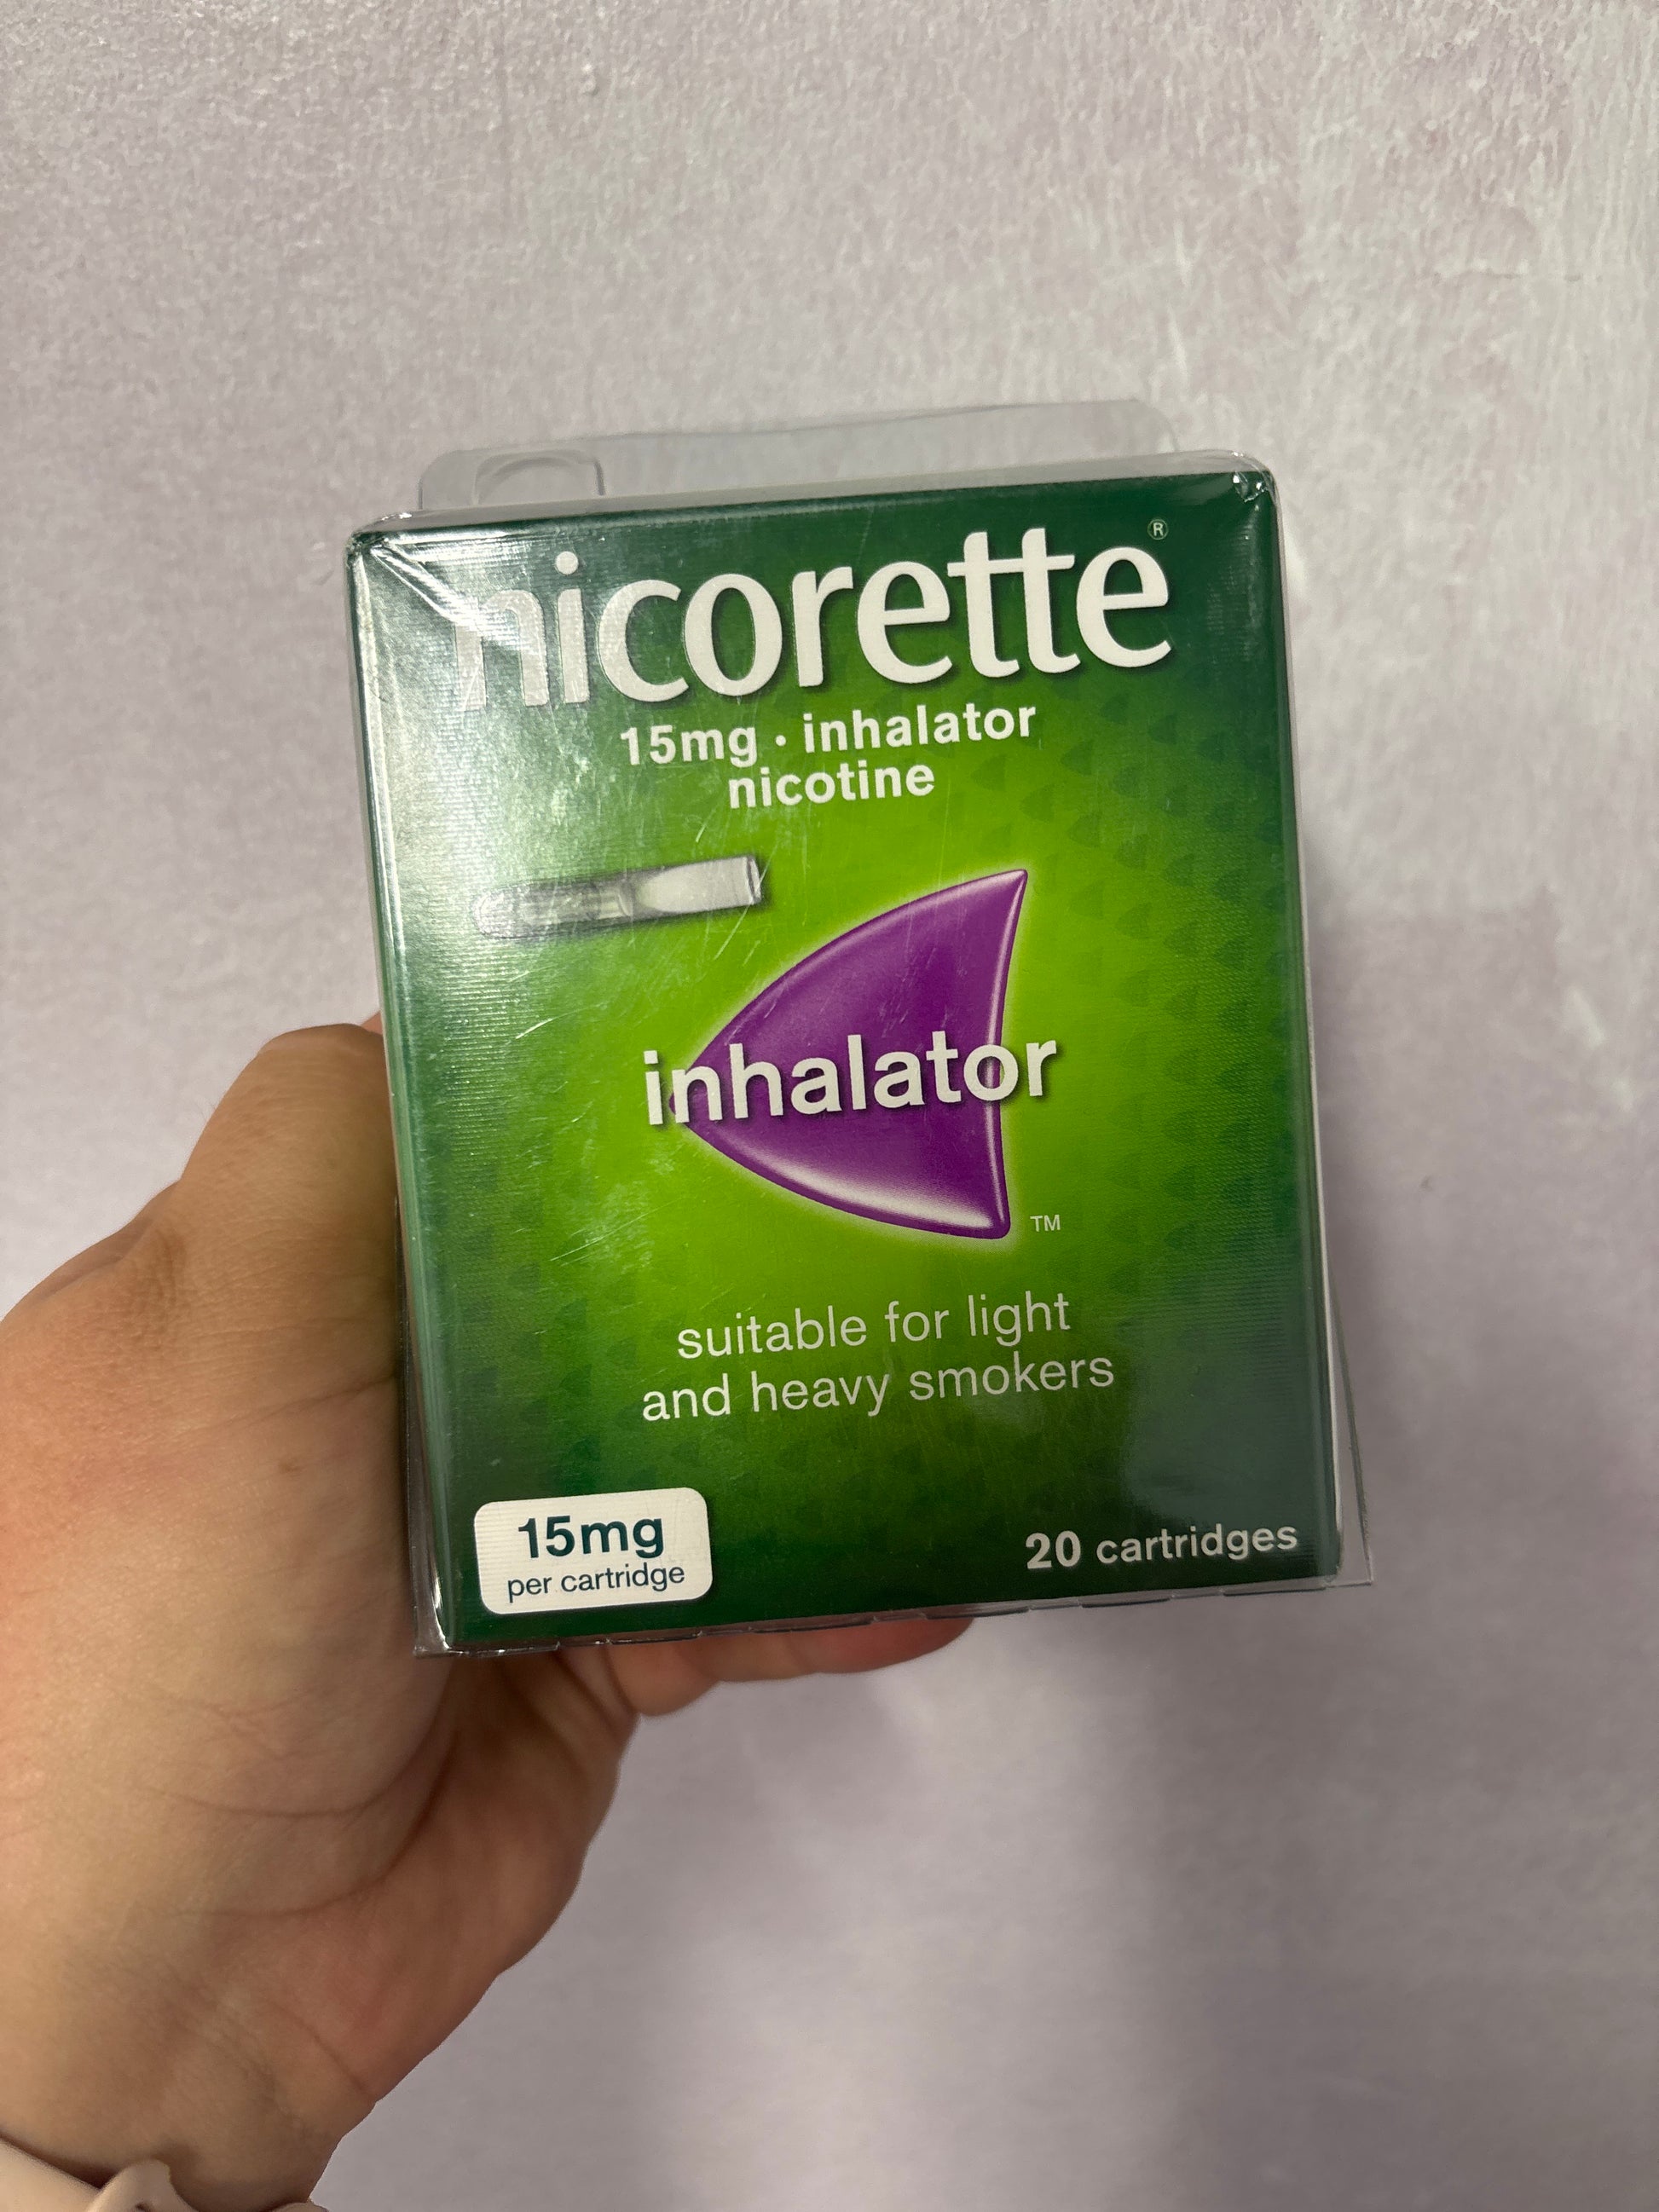 nicorette®
15mg · inhalator
nicotine
inhalator
™
suitable for light
and heavy smokers
15mg
per cartridge
20 cartridges